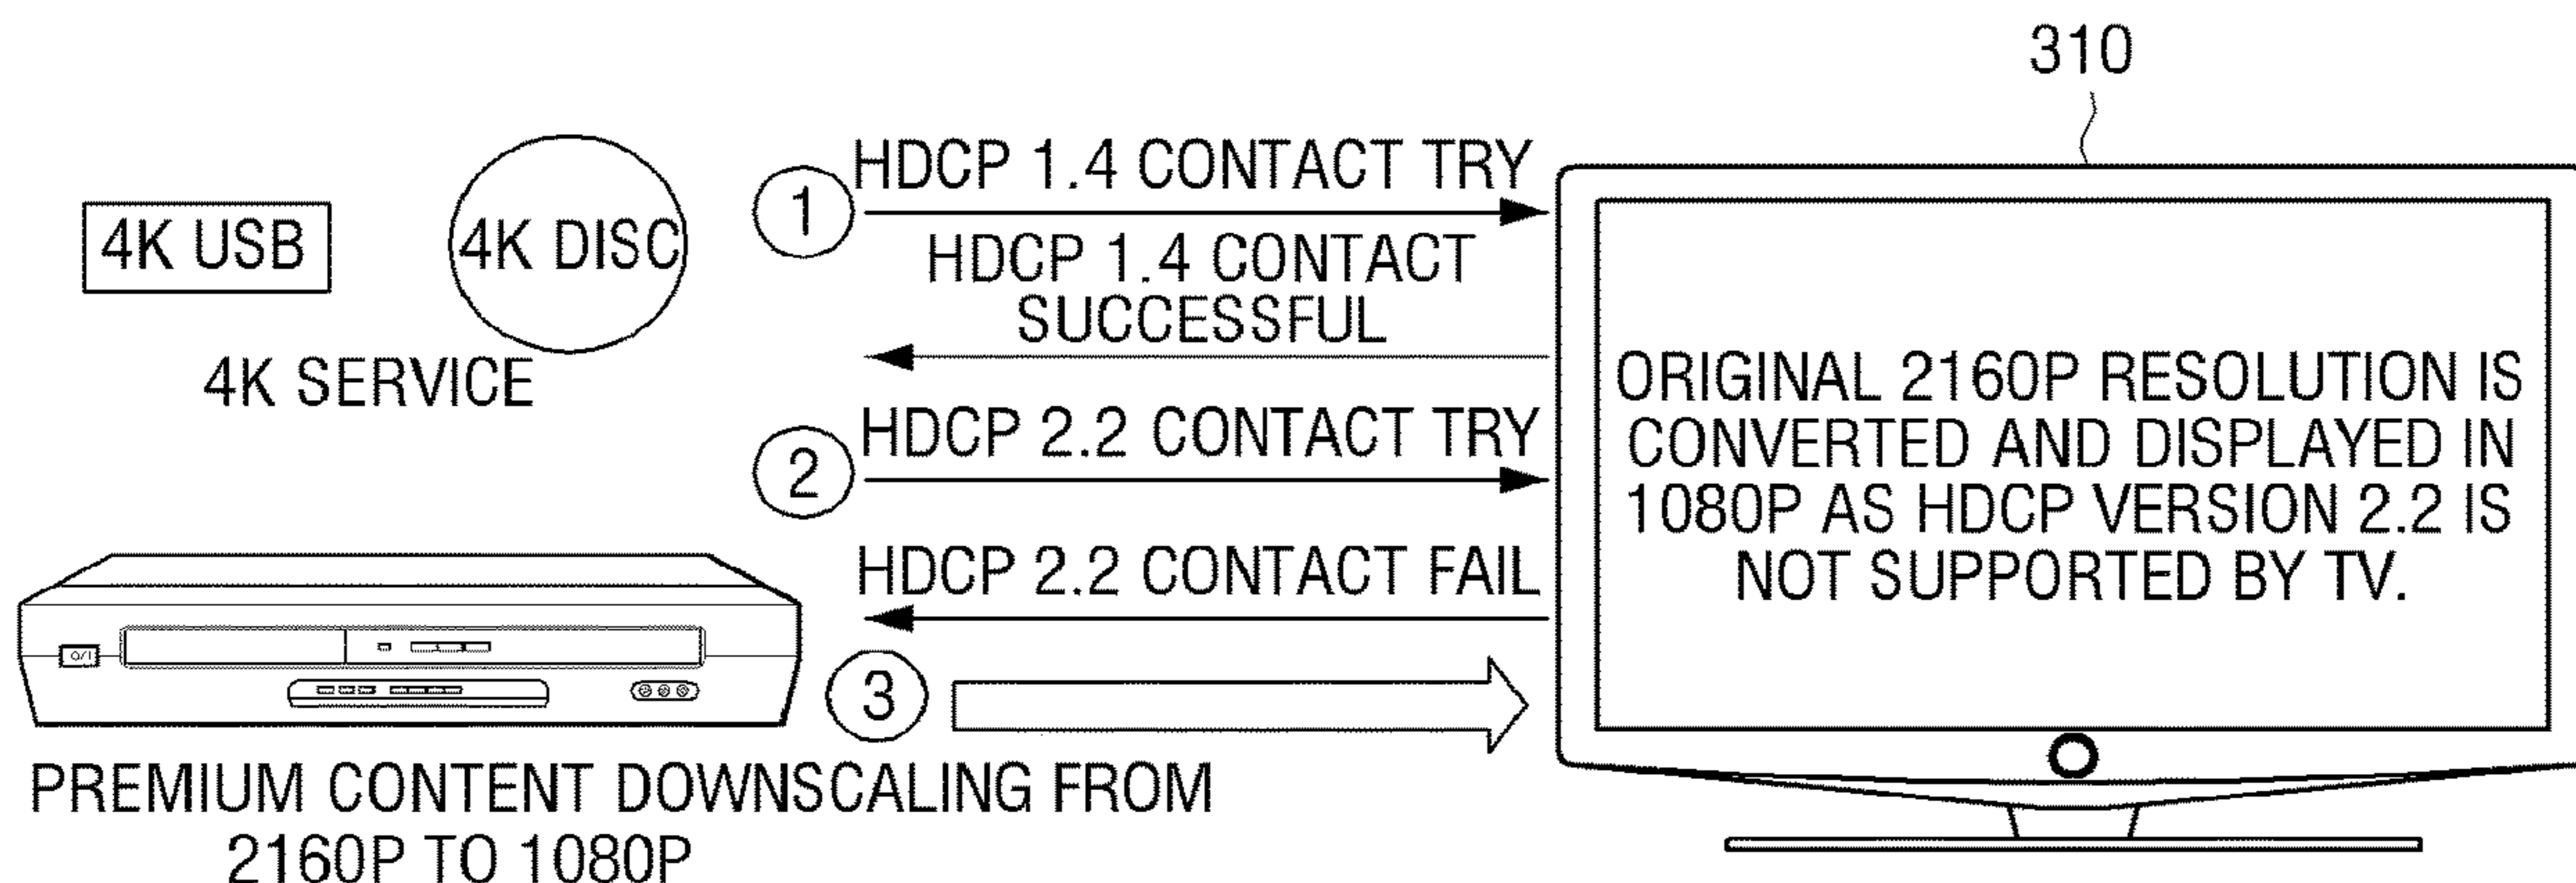 310
4K USB
4K DISC
4K SERVICE
1
HDCP 1.4 CONTACT TRY
HDCP 1.4 CONTACT
SUCCESSFUL
2
HDCP 2.2 CONTACT TRY
HDCP 2.2 CONTACT FAIL
3
PREMIUM CONTENT DOWNSCALING FROM
2160P TO 1080P
ORIGINAL 2160P RESOLUTION IS
CONVERTED AND DISPLAYED IN
1080P AS HDCP VERSION 2.2 IS
NOT SUPPORTED BY TV.